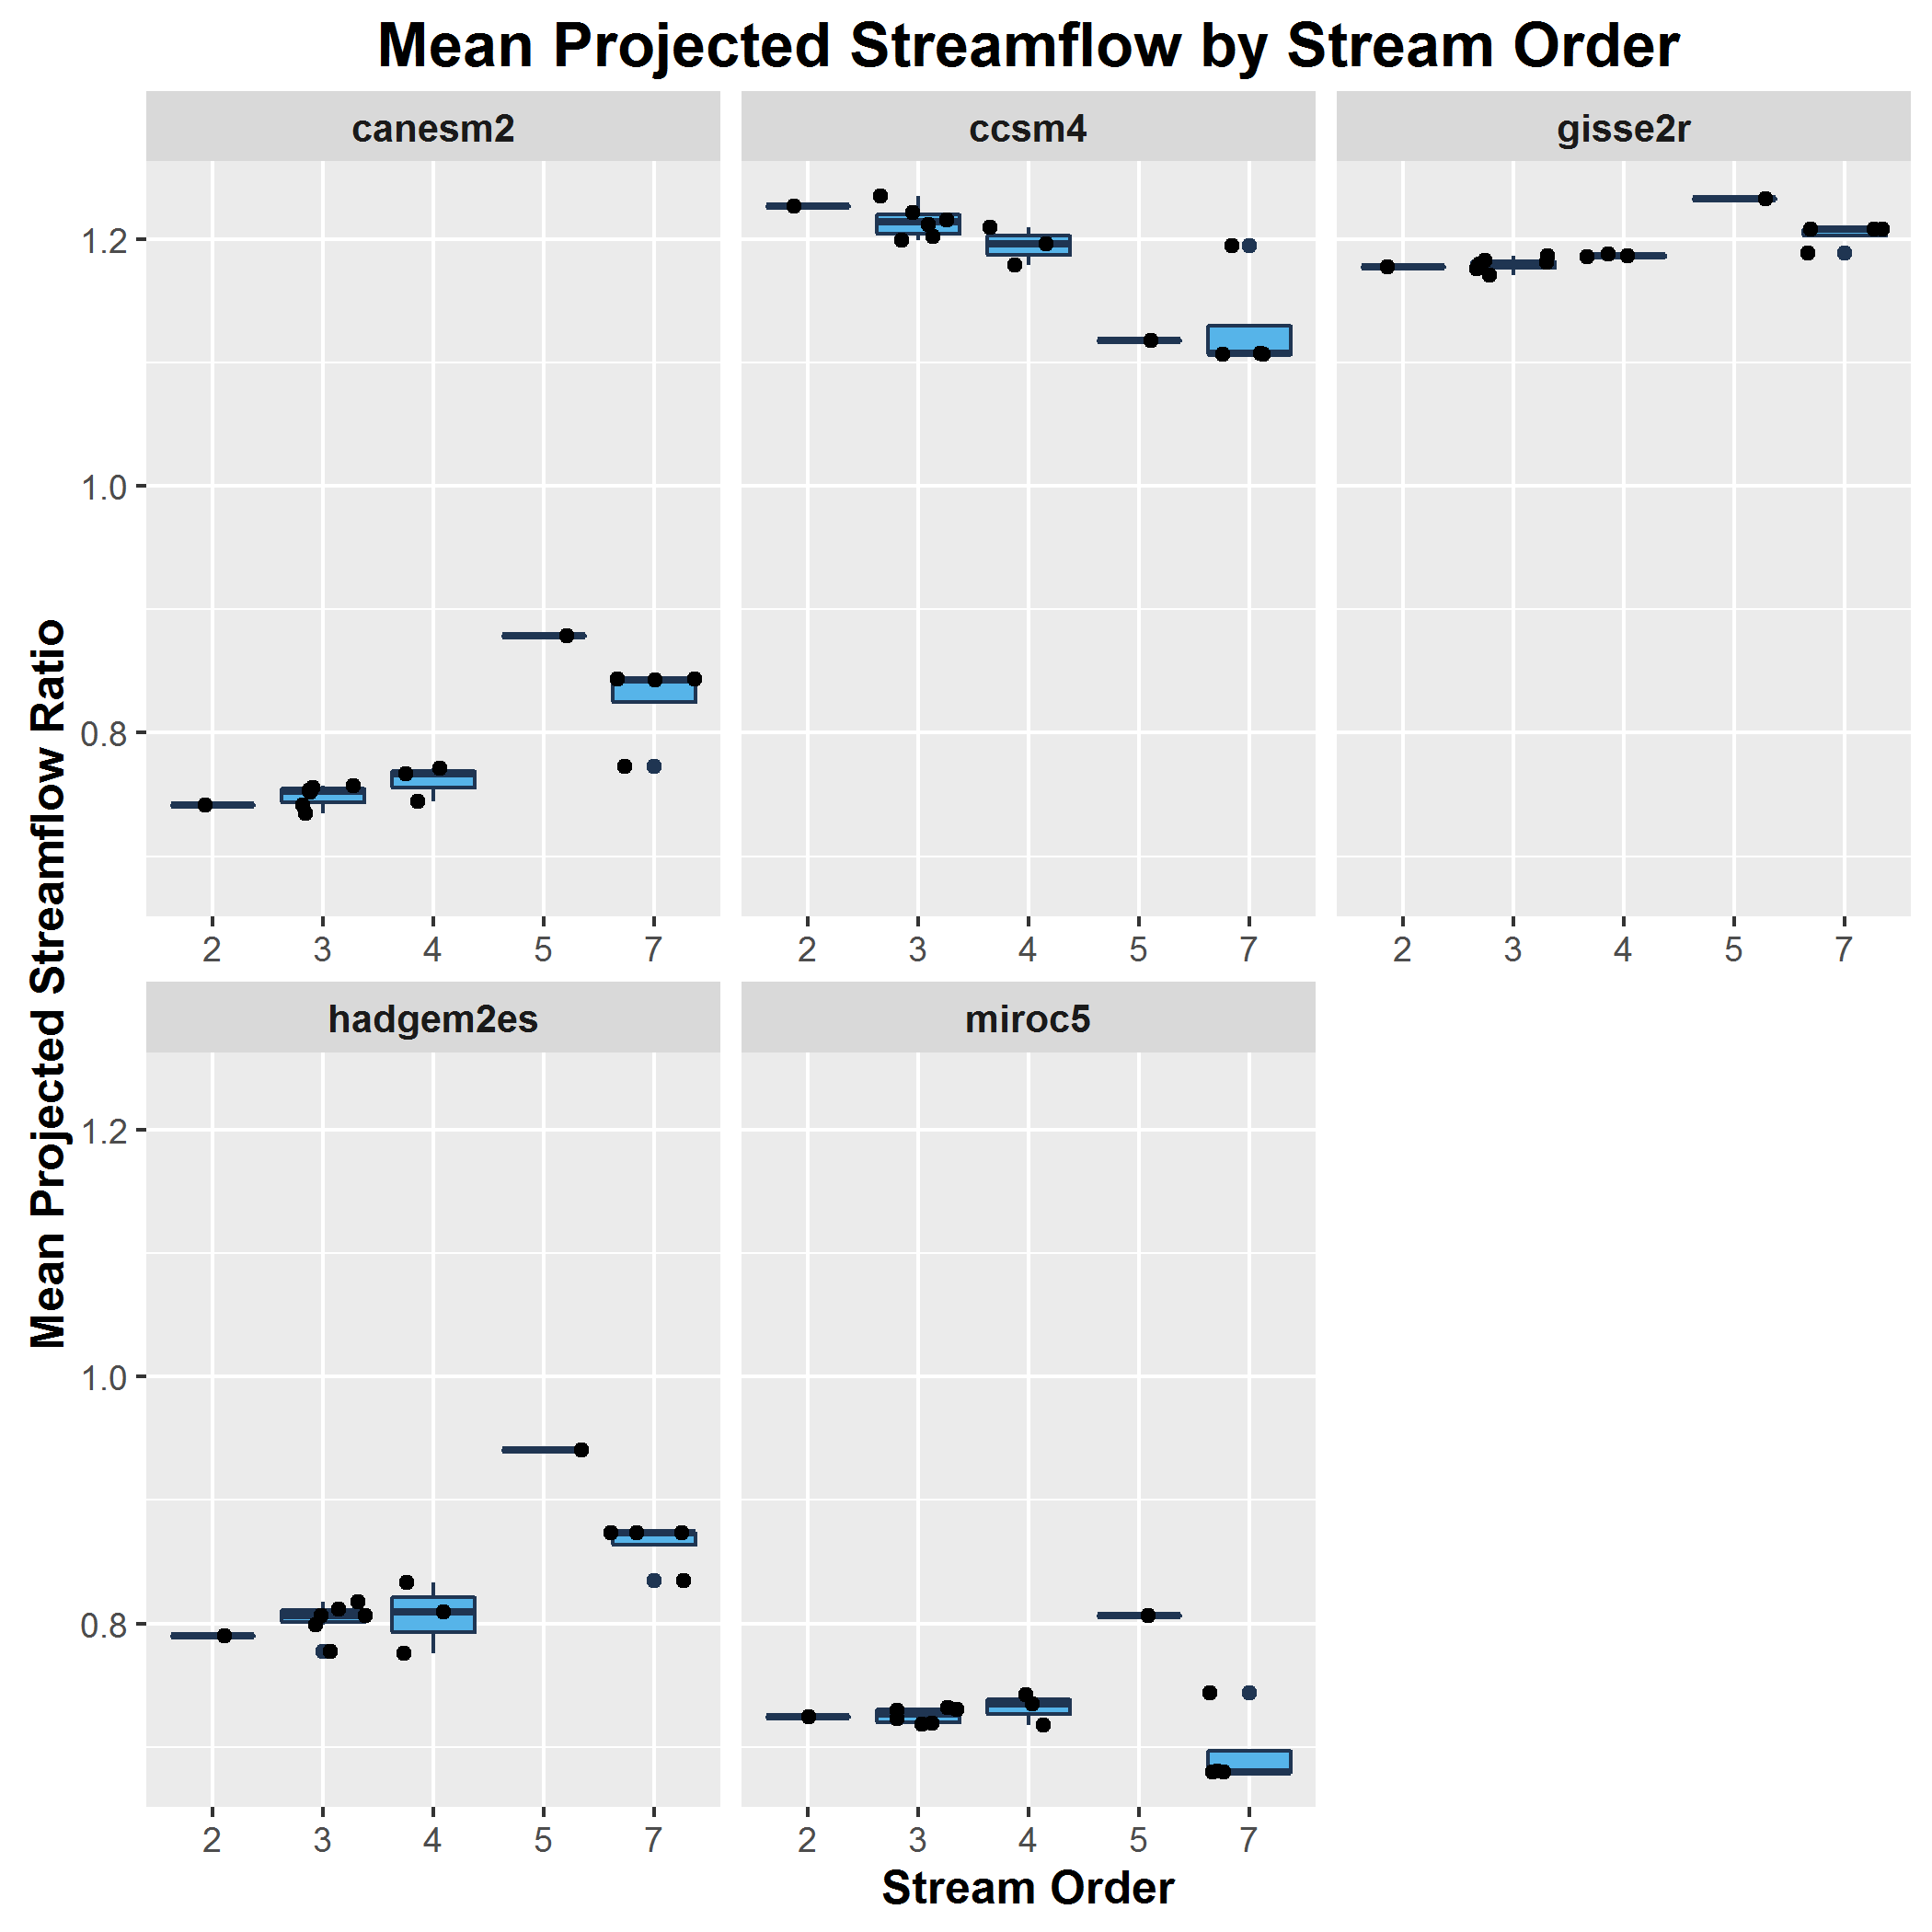 Mean Projected Streamflow by Stream Order
canesm2
ccsm4
gisse2r
1.2
1.0
0.8
2 3 4 5 7
2 3 4 5 7
2 3 4 5 7
Mean Projected Streamflow Ratio
hadgem2es
miroc5
1.2
1.0
0.8
2 3 4 5 7
2 3 4 5 7
Stream Order